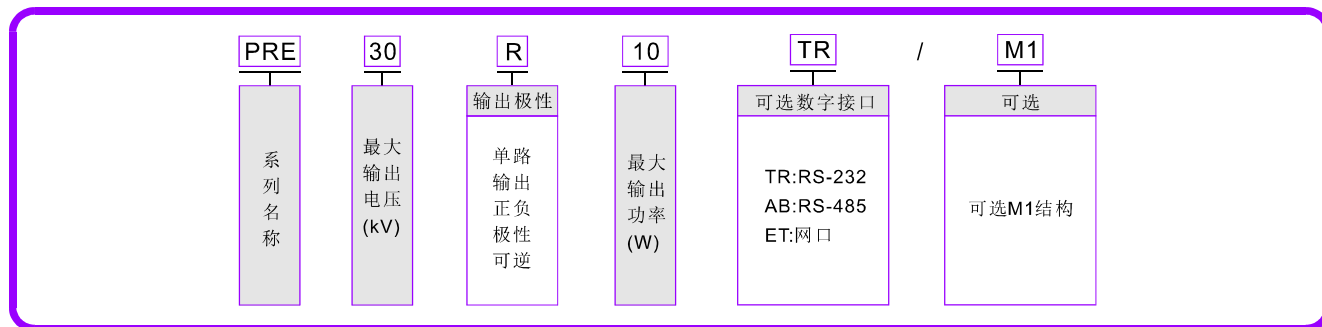 PRE 30 R 10 TR / M1
系
列
名
称
最大
输出
电压
(kV)
输出极性
单路
输出
正负
极性
可逆
最大
输出
功率
(W)
可选数字接口
TR:RS-232
AB:RS-485
ET:网口
可选
可选M1结构